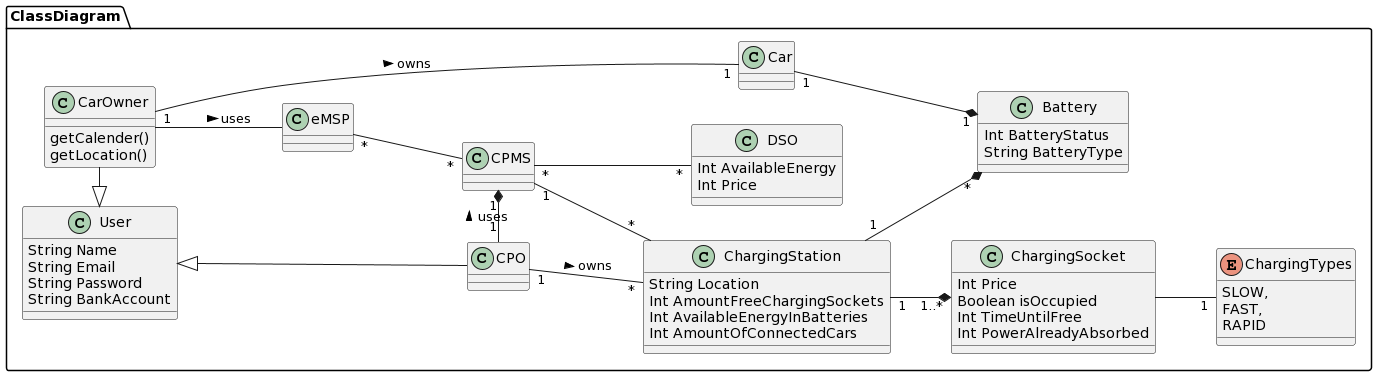 ClassDiagram
C Car
► owns
1
1
C CarOwner
getCalender()
getLocation()
1
► uses
C eMSP
*
*
C Battery
Int BatteryStatus
String BatteryType
1
*
C DSO
Int AvailableEnergy
Int Price
C CPMS
*
*
1
*
1
▲ uses
1
C User
String Name
String Email
String Password
String BankAccount
C CPO
► owns
1
*
1
C ChargingStation
String Location
Int AmountFreeChargingSockets
Int AvailableEnergyInBatteries
Int AmountOfConnectedCars
1
1..*
C ChargingSocket
Int Price
Boolean isOccupied
Int TimeUntilFree
Int PowerAlreadyAbsorbed
1
E ChargingTypes
SLOW,
FAST,
RAPID